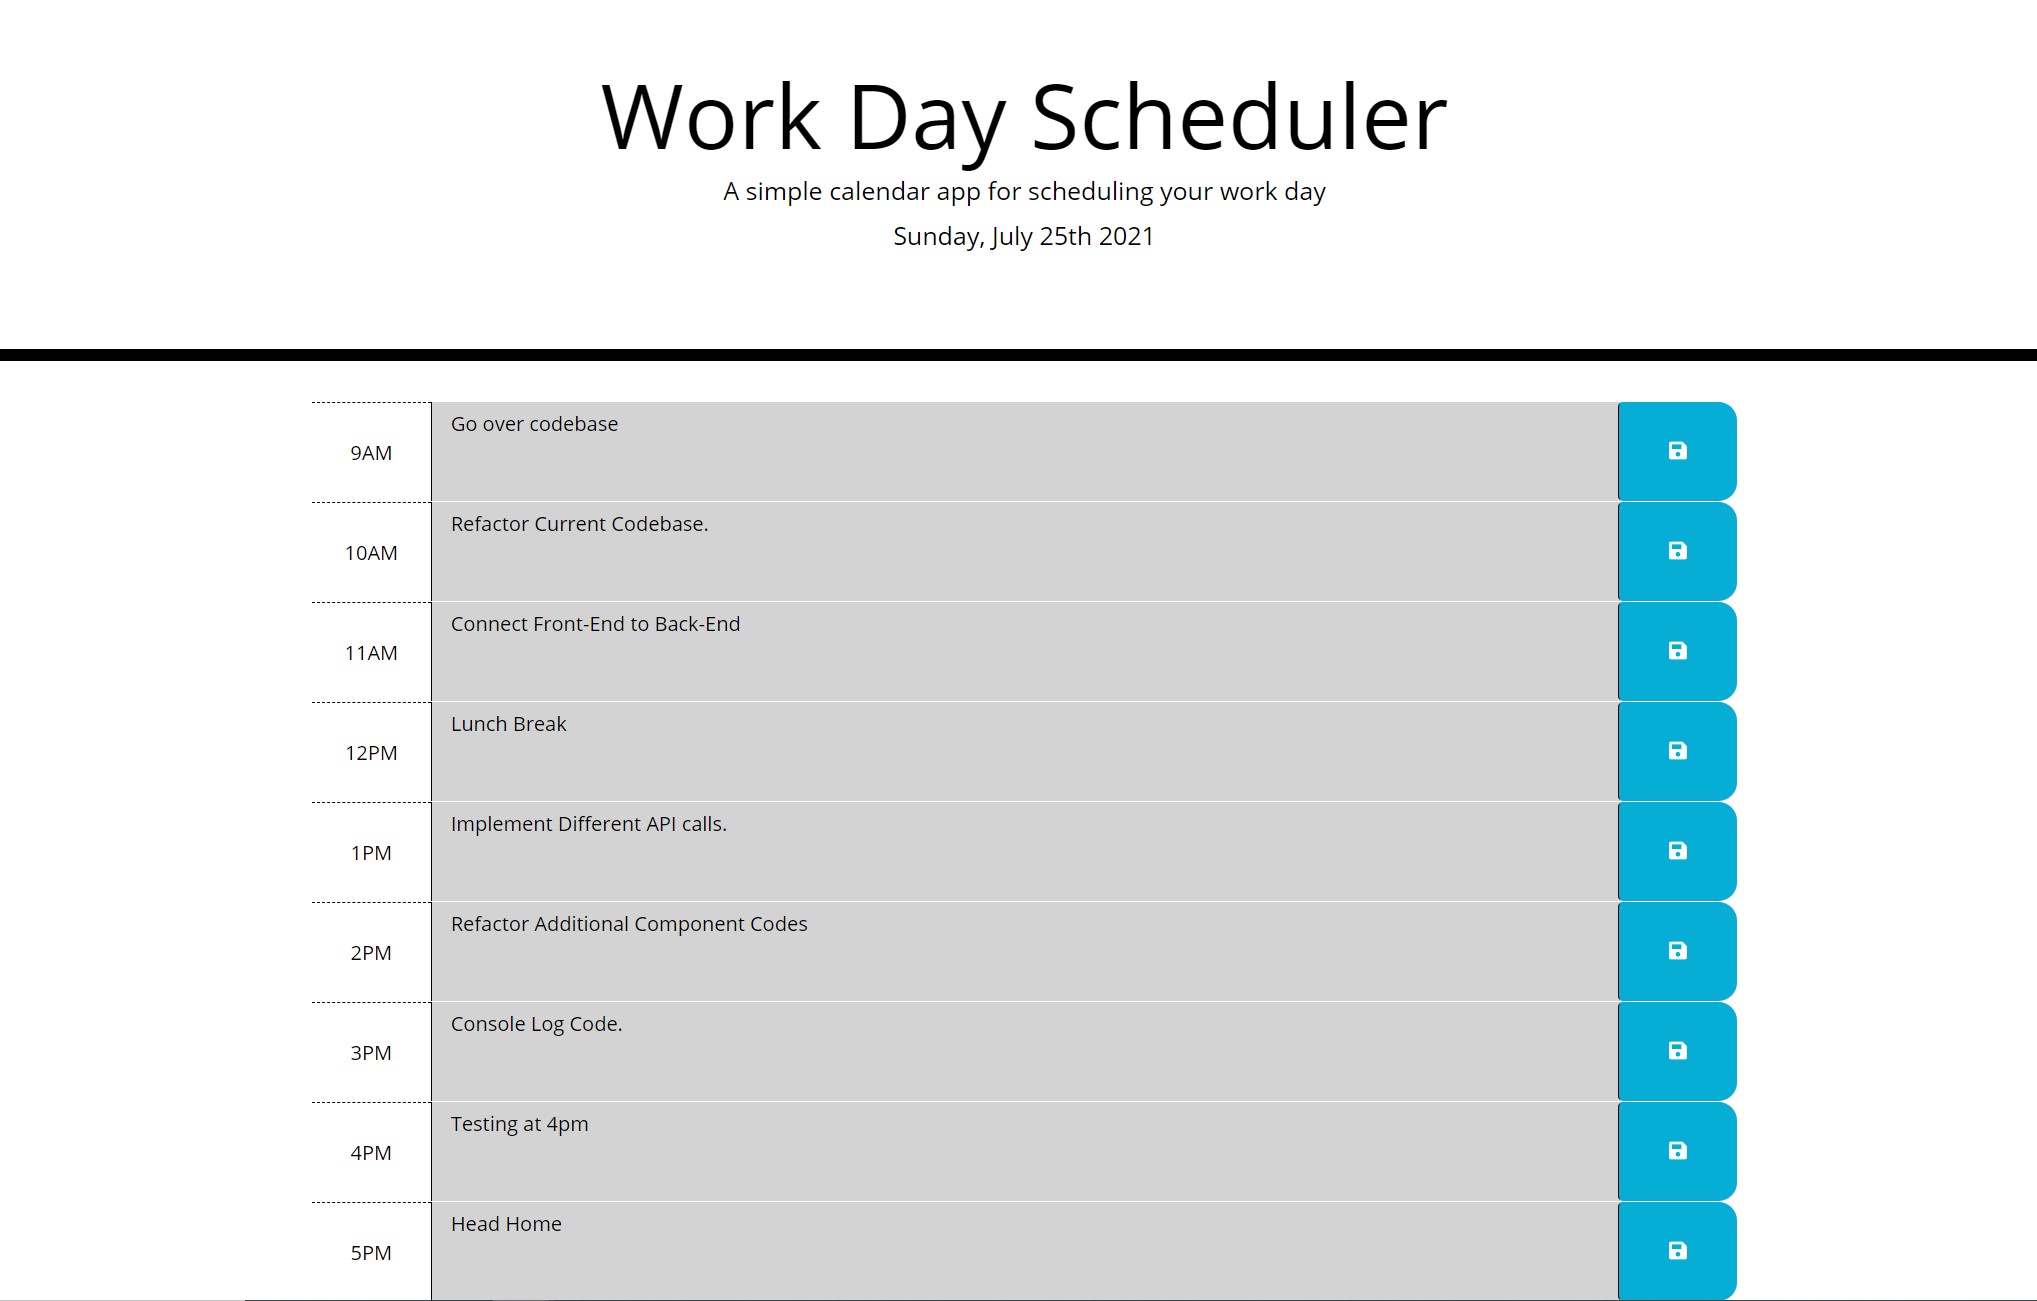 Work Day Scheduler
A simple calendar app for scheduling your work day
Sunday, July 25th 2021
9AM
Go over codebase
10AM
Refactor Current Codebase.
11AM
Connect Front-End to Back-End
12PM
Lunch Break
1PM
Implement Different API calls.
2PM
Refactor Additional Component Codes
3PM
Console Log Code.
4PM
Testing at 4pm
5PM
Head Home